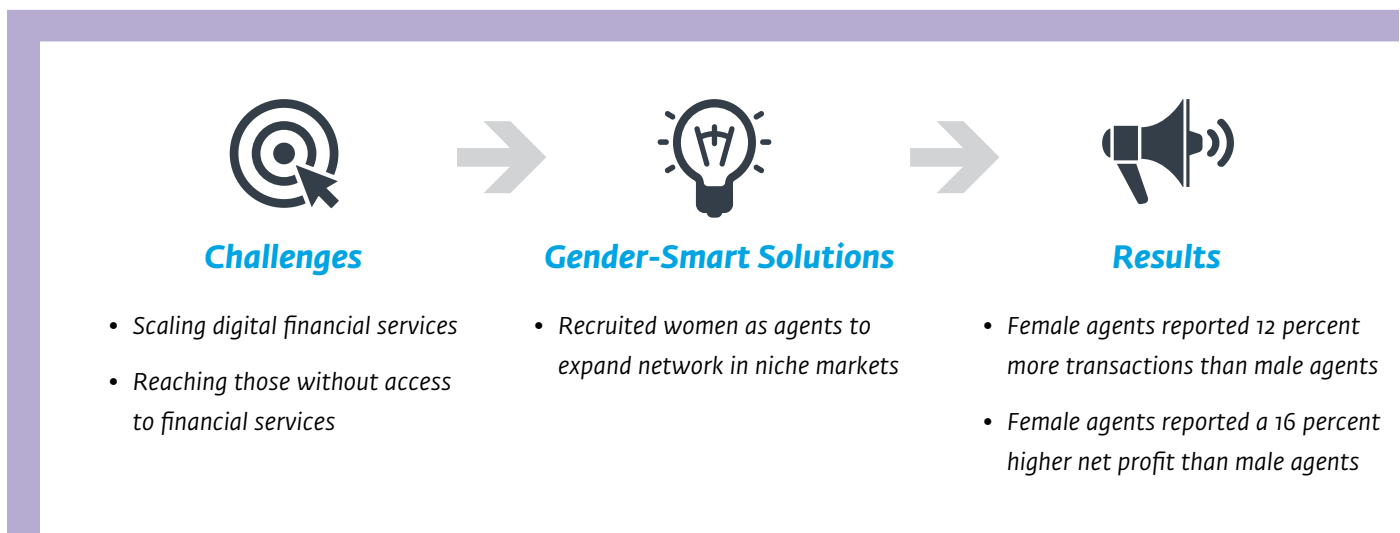 Challenges
• Scaling digital financial services
• Reaching those without access
to financial services
Gender-Smart Solutions
• Recruited women as agents to
expand network in niche markets
Results
• Female agents reported 12 percent
more transactions than male agents
• Female agents reported a 16 percent
higher net profit than male agents